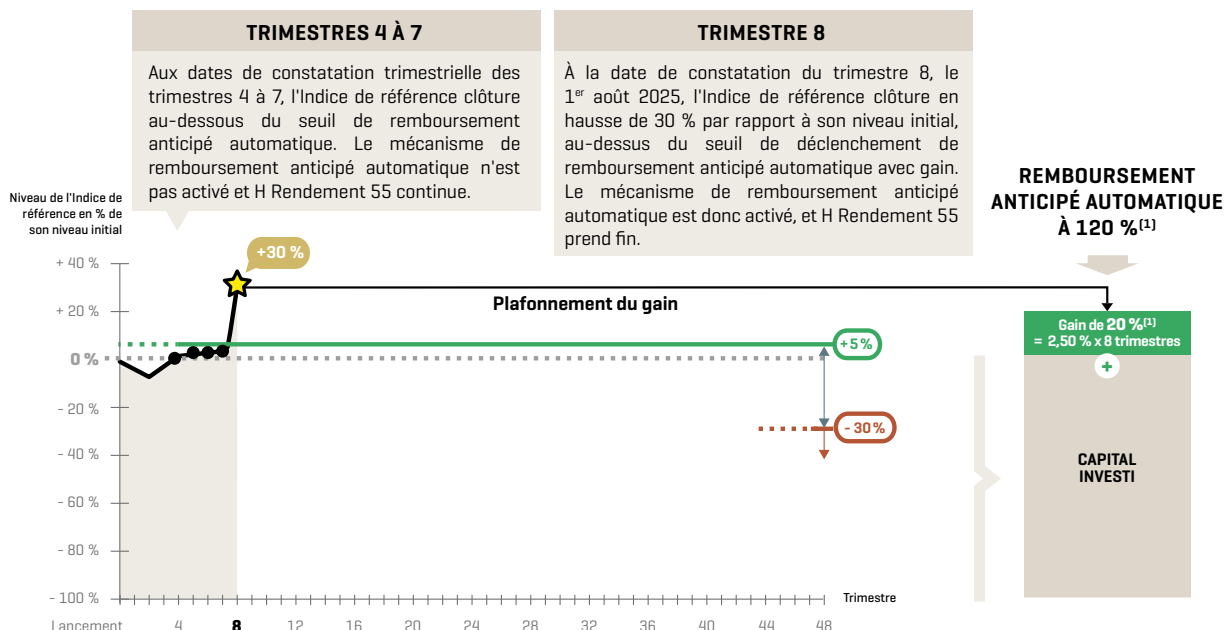 TRIMESTRES 4 À 7
Aux dates de constatation trimestrielle des
trimestres 4 à 7, l'Indice de référence clôture
au-dessous du seuil de remboursement
anticipé automatique. Le mécanisme de
remboursement anticipé automatique n'est
pas activé et H Rendement 55 continue.
TRIMESTRE 8
À la date de constatation du trimestre 8, le
1er août 2025, l'Indice de référence clôture en
hausse de 30 % par rapport à son niveau initial,
au-dessus du seuil de déclenchement de
remboursement anticipé automatique avec gain.
Le mécanisme de remboursement anticipé
automatique est donc activé, et H Rendement 55
prend fin.
REMBOURSEMENT
ANTICIPÉ AUTOMATIQUE
À 120 %(1)
Niveau de l'Indice de
référence en % de
son niveau initial
+30 %
+ 40 %
+ 20 %
0 %
- 20 %
- 40 %
- 60 %
- 80 %
- 100 %
Plafonnement du gain
+5 %
- 30 %
Gain de 20 %(1)
= 2,50 % x 8 trimestres
+
CAPITAL
INVESTI
Trimestre
Lancement 4 8 12 16 20 24 28 32 36 40 44 48